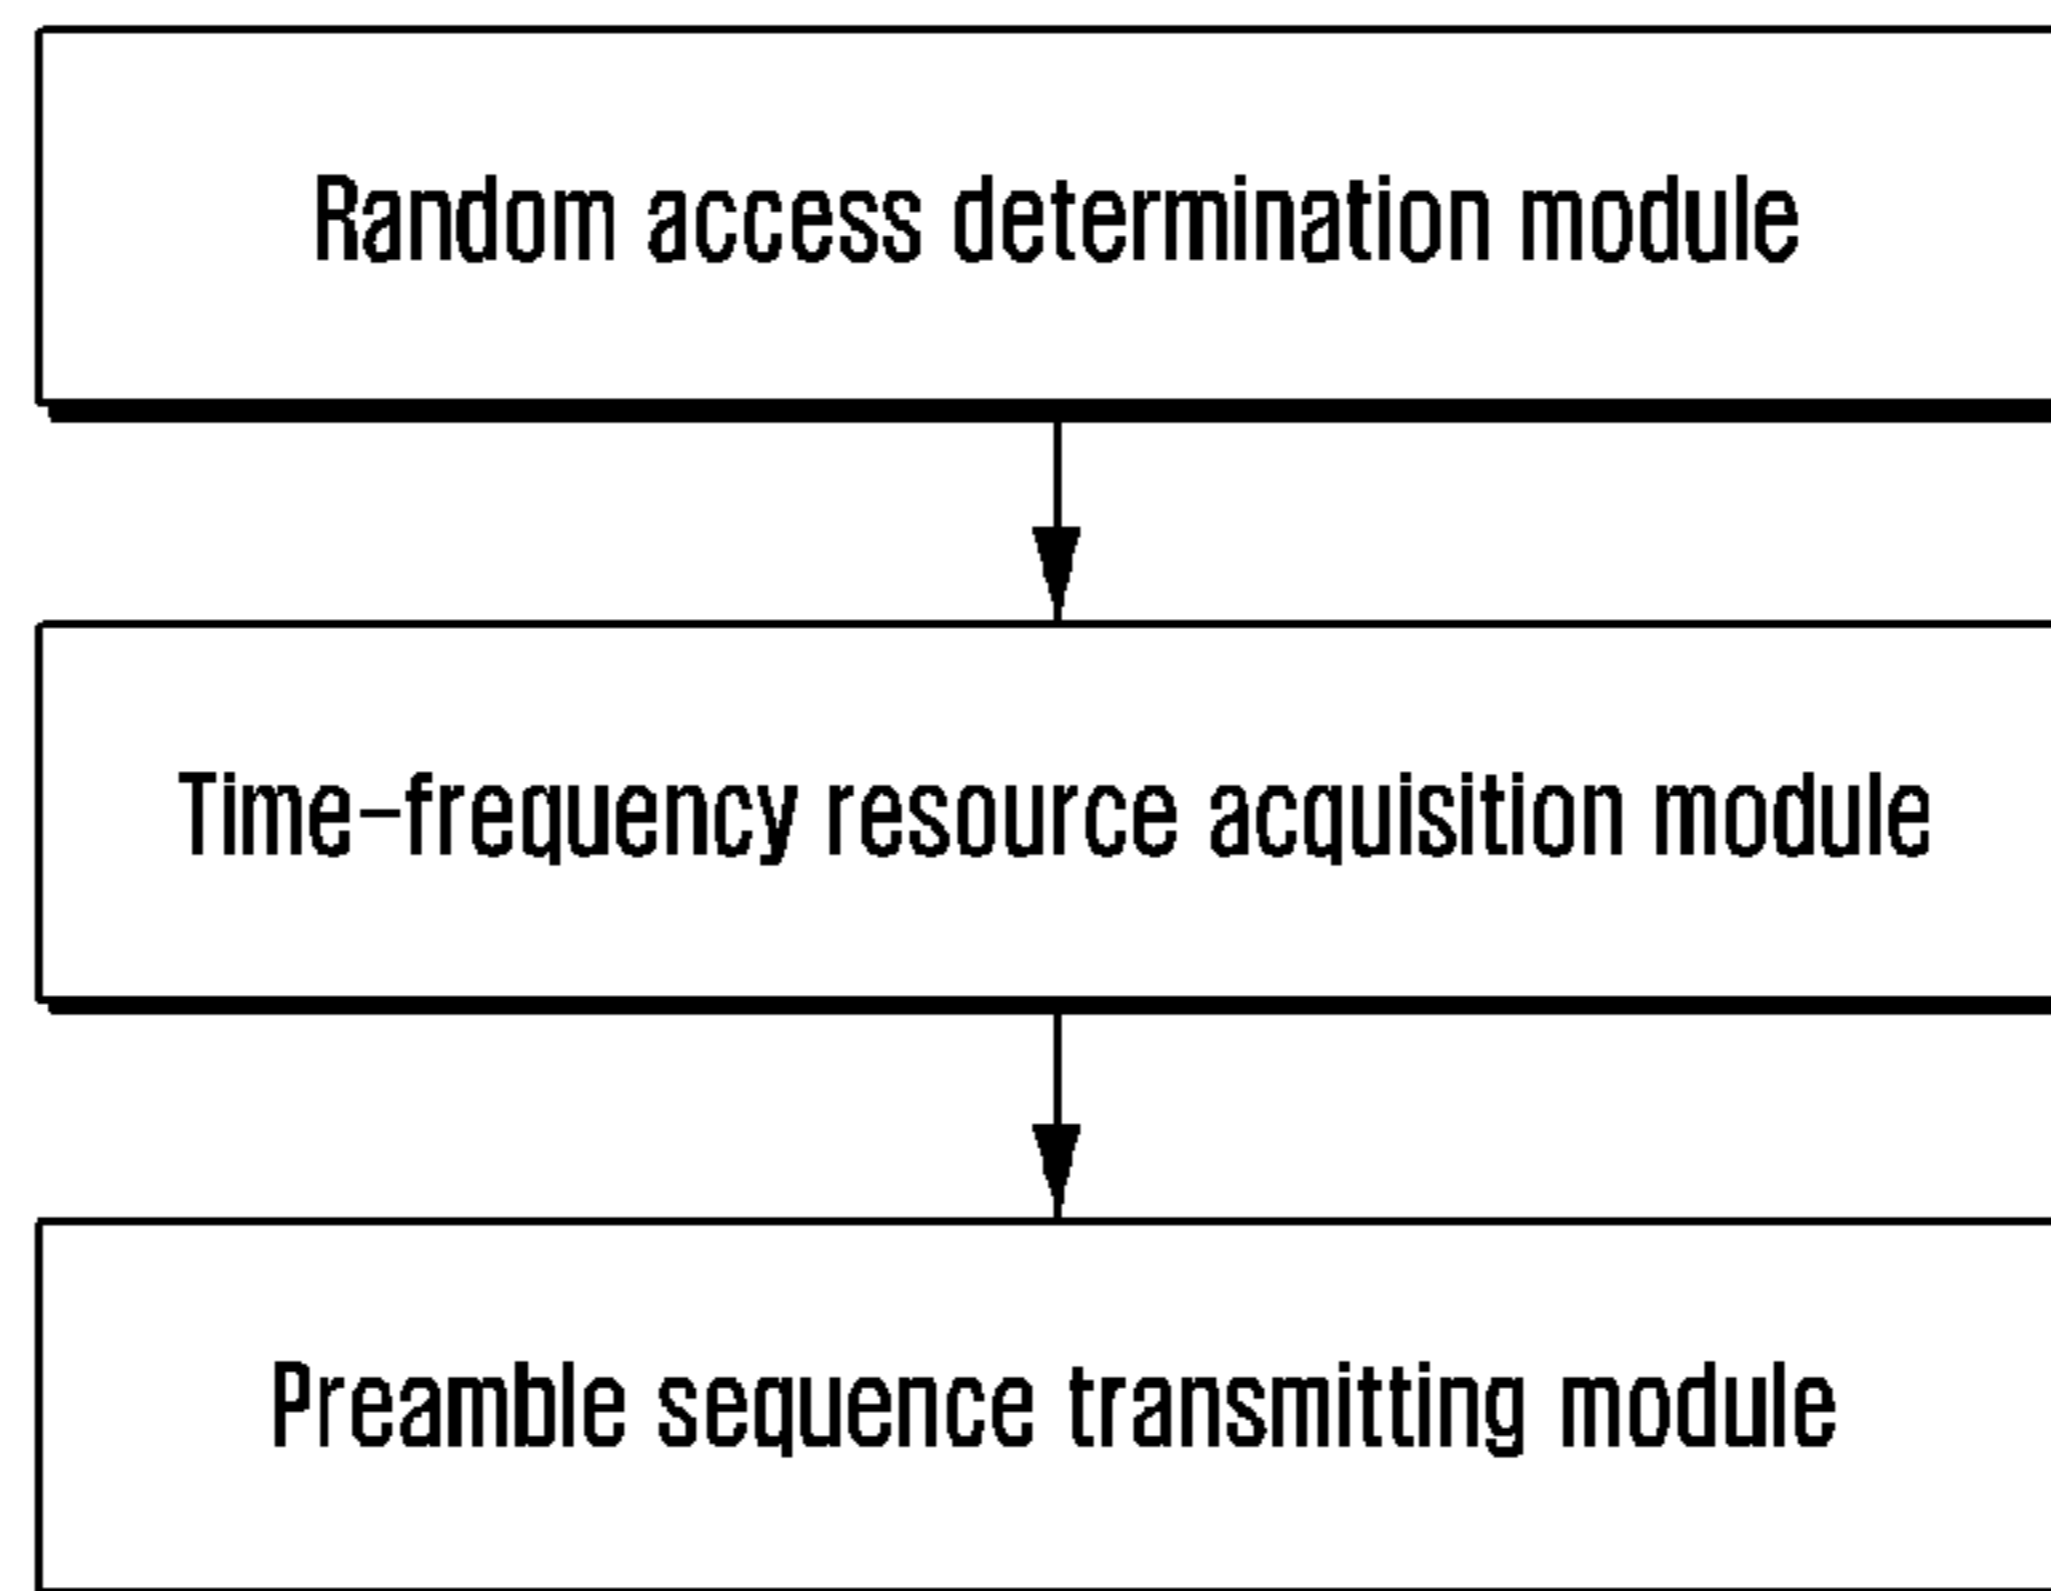 Random access determination module
Time-frequency resource acquisition module
Preamble sequence transmitting module